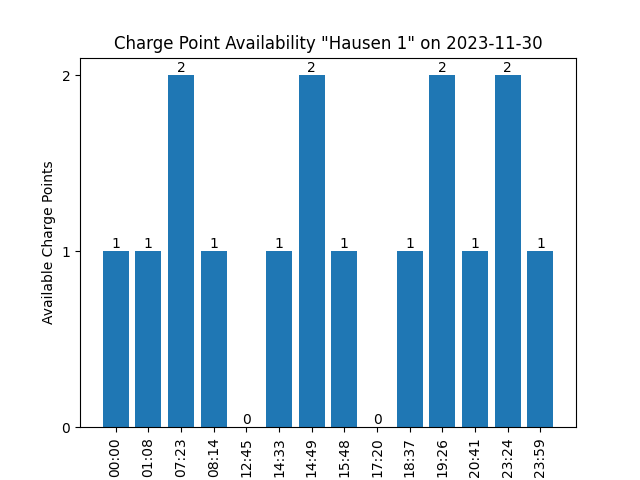 Charge Point Availability "Hausen 1" on 2023-11-30
Available Charge Points
2
1
0
1 1 2 1 0 1 2 1 0 1 2 1 2 1
00:00 01:08 07:23 08:14 12:45 14:33 14:49 15:48 17:20 18:37 19:26 20:41 23:24 23:59